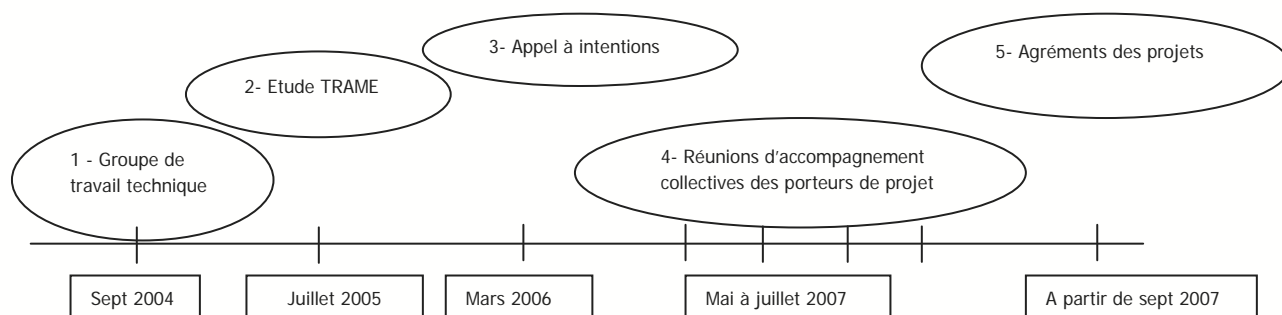 3- Appel à intentions
5- Agréments des projets
2- Etude TRAME
1 - Groupe de
travail technique
4- Réunions d'accompagnement
collectives des porteurs de projet
Sept 2004
Juillet 2005
Mars 2006
Mai à juillet 2007
A partir de sept 2007